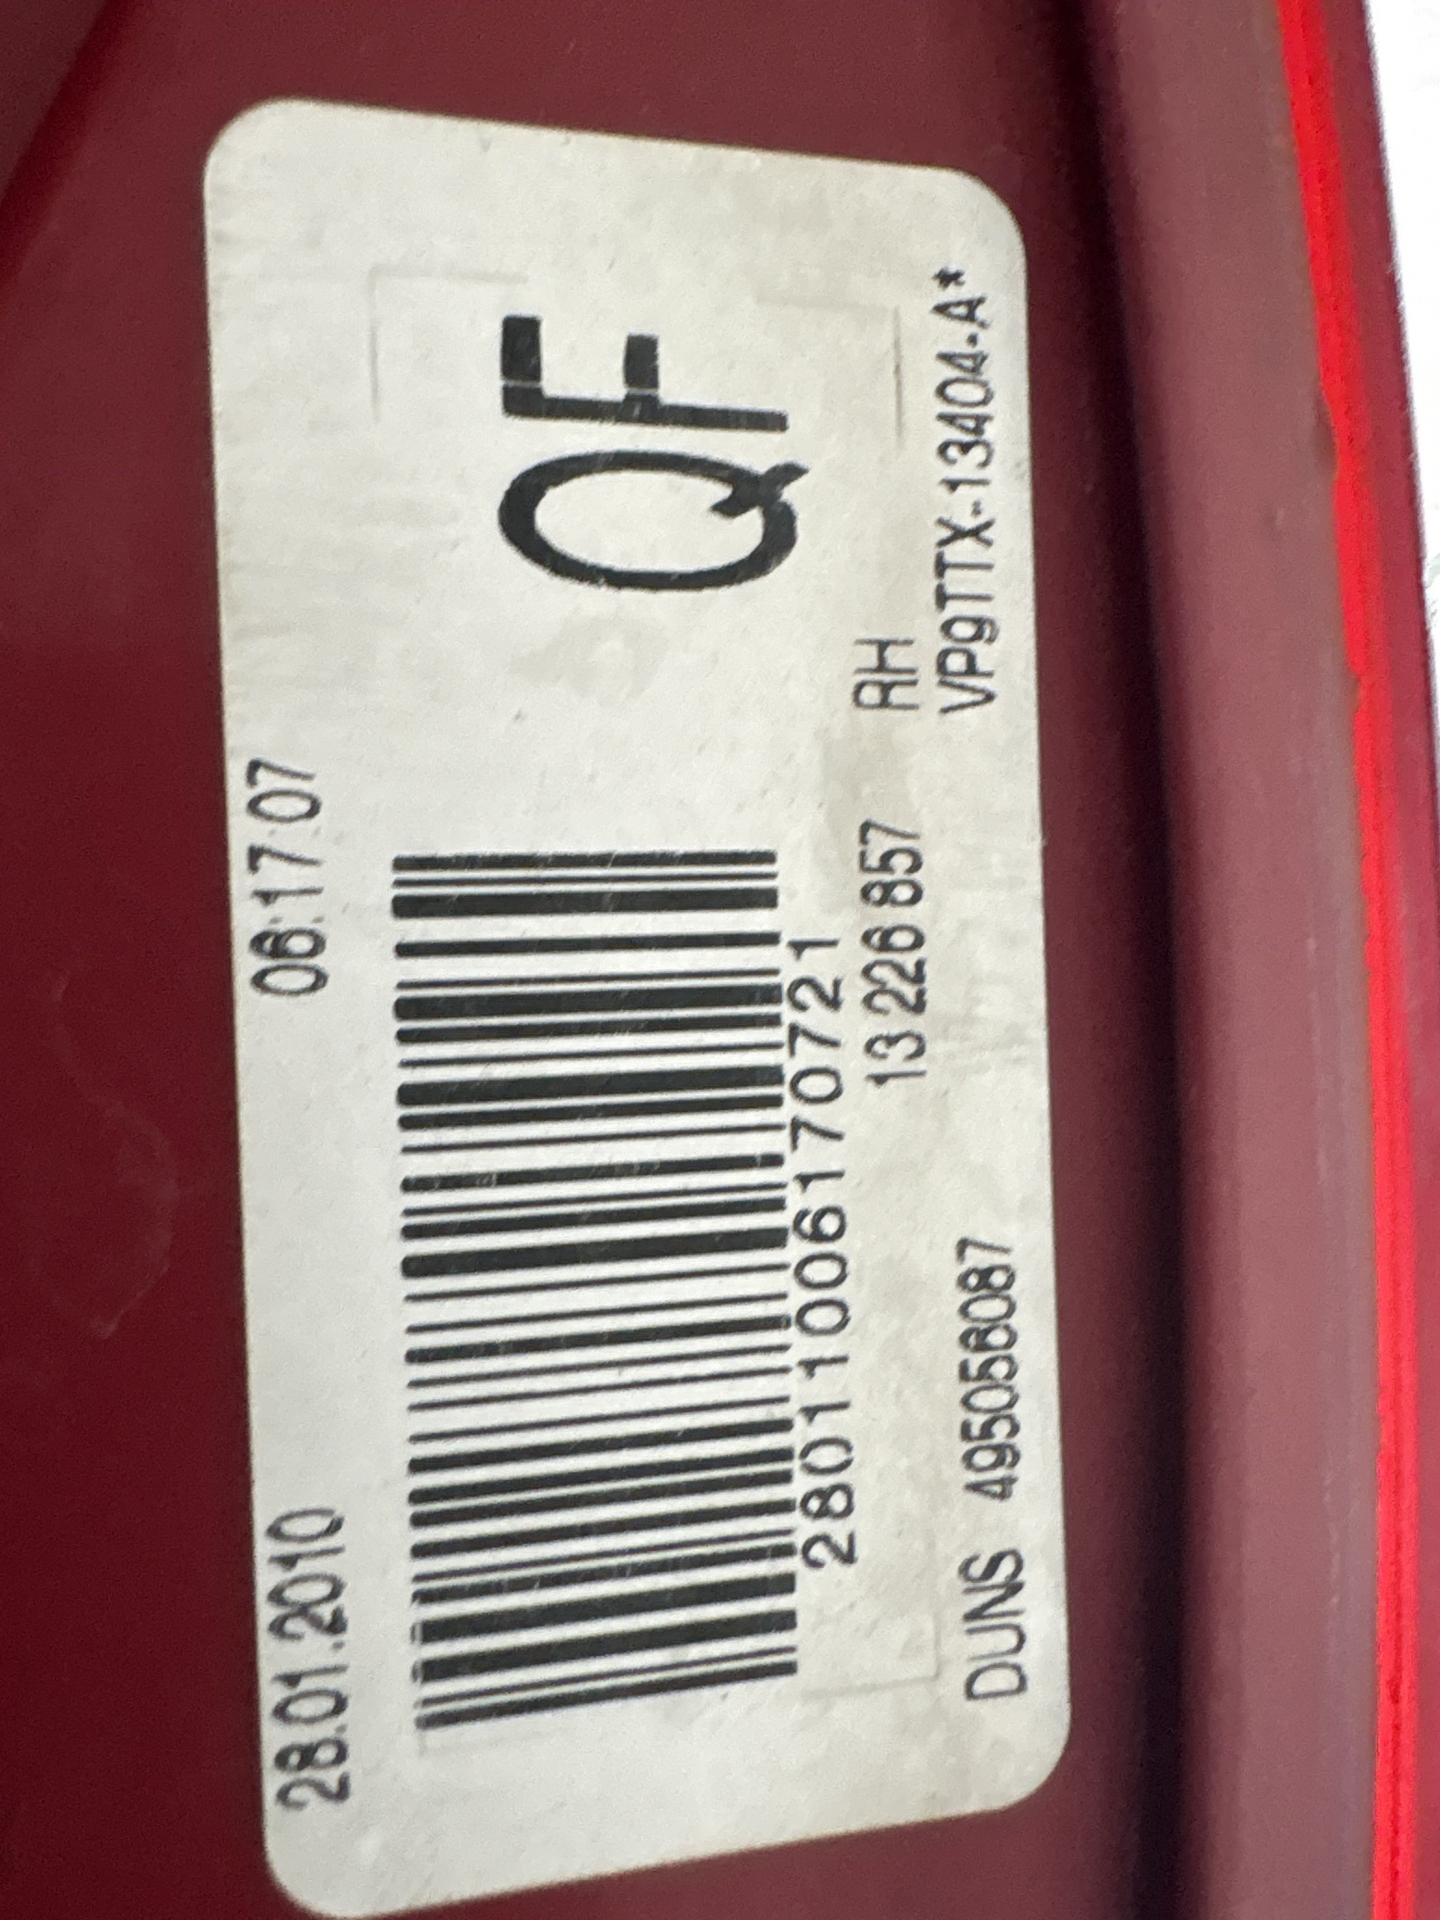 28.01.2010 06:17:07
QF
28011006170721
13 226 857 RH
DUNS 495056087 VP9TTX-13404-A*